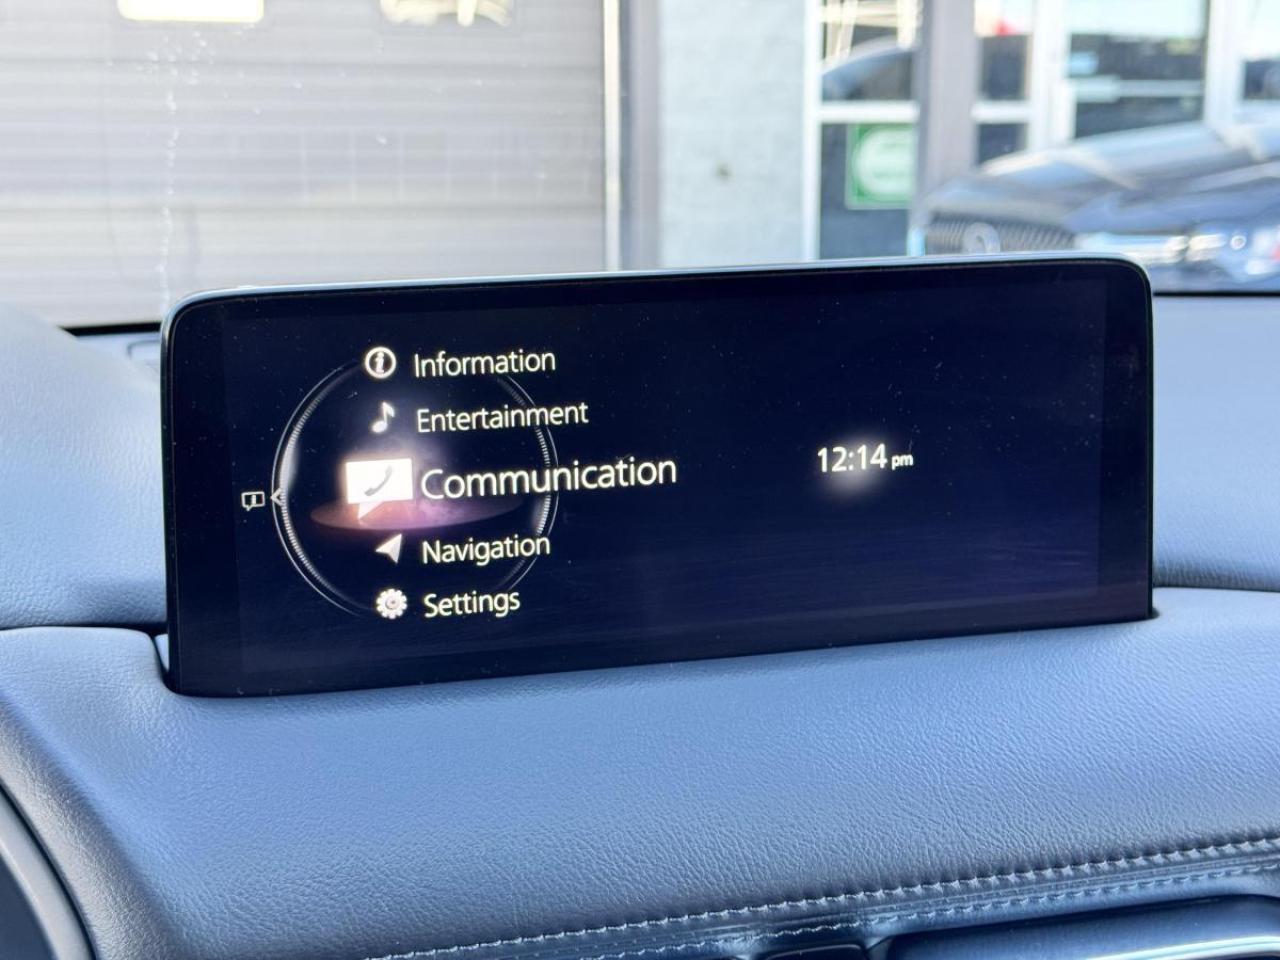 Information
Entertainment
Communication
12:14 pm
Navigation
Settings